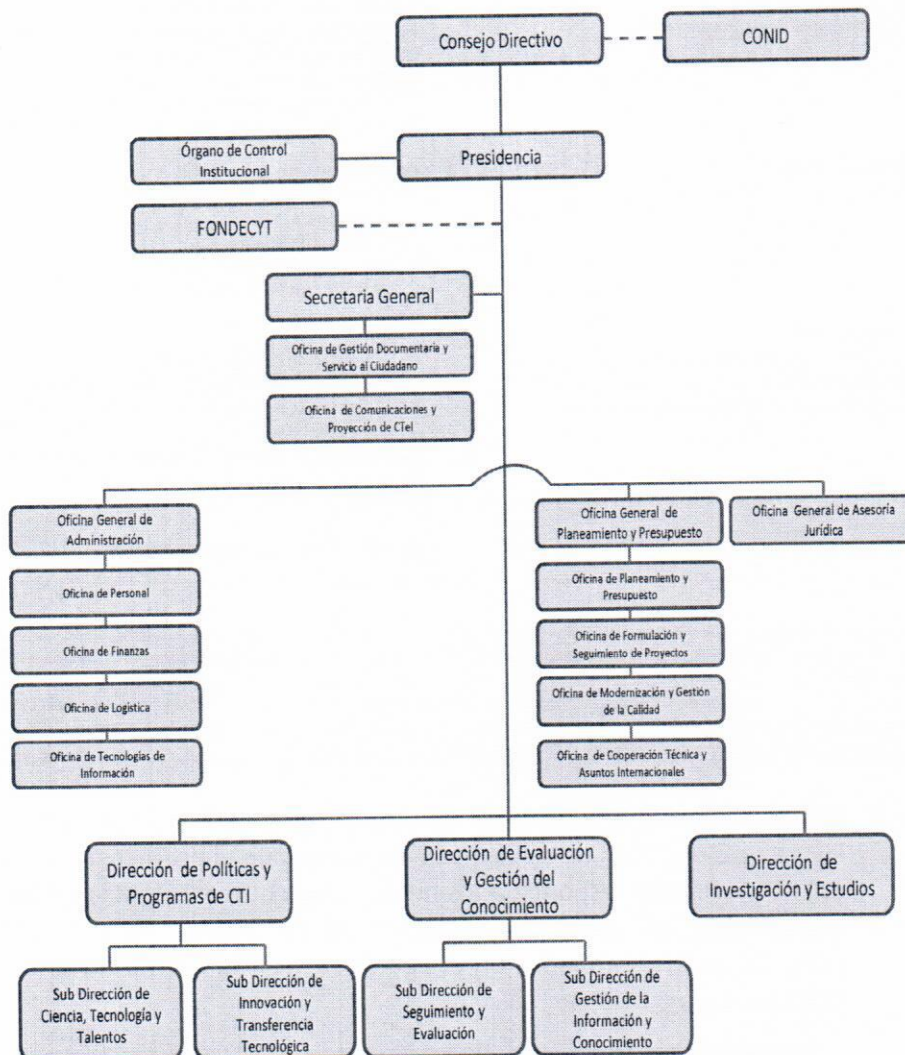 Consejo Directivo
CONID
Órgano de Control
Institucional
Presidencia
FONDECYT
Secretaria General
Oficina de Gestión Documentaria y
Servicio al Ciudadano
Oficina de Comunicaciones y
Proyección de CTeI
Oficina General de
Administración
Oficina de Personal
Oficina de Finanzas
Oficina de Logística
Oficina de Tecnologías de
Información
Oficina General de
Planeamiento y Presupuesto
Oficina de Planeamiento y
Presupuesto
Oficina de Formulación y
Seguimiento de Proyectos
Oficina de Modernización y Gestión
de la Calidad
Oficina de Cooperación Técnica y
Asuntos Internacionales
Oficina General de Asesoría
Jurídica
Dirección de Políticas y
Programas de CTI
Sub Dirección de
Ciencia, Tecnología y
Talentos
Sub Dirección de
Innovación y
Transferencia
Tecnológica
Dirección de Evaluación
y Gestión del
Conocimiento
Sub Dirección de
Seguimiento y
Evaluación
Sub Dirección de
Gestión de la
Información y
Conocimiento
Dirección de
Investigación y Estudios